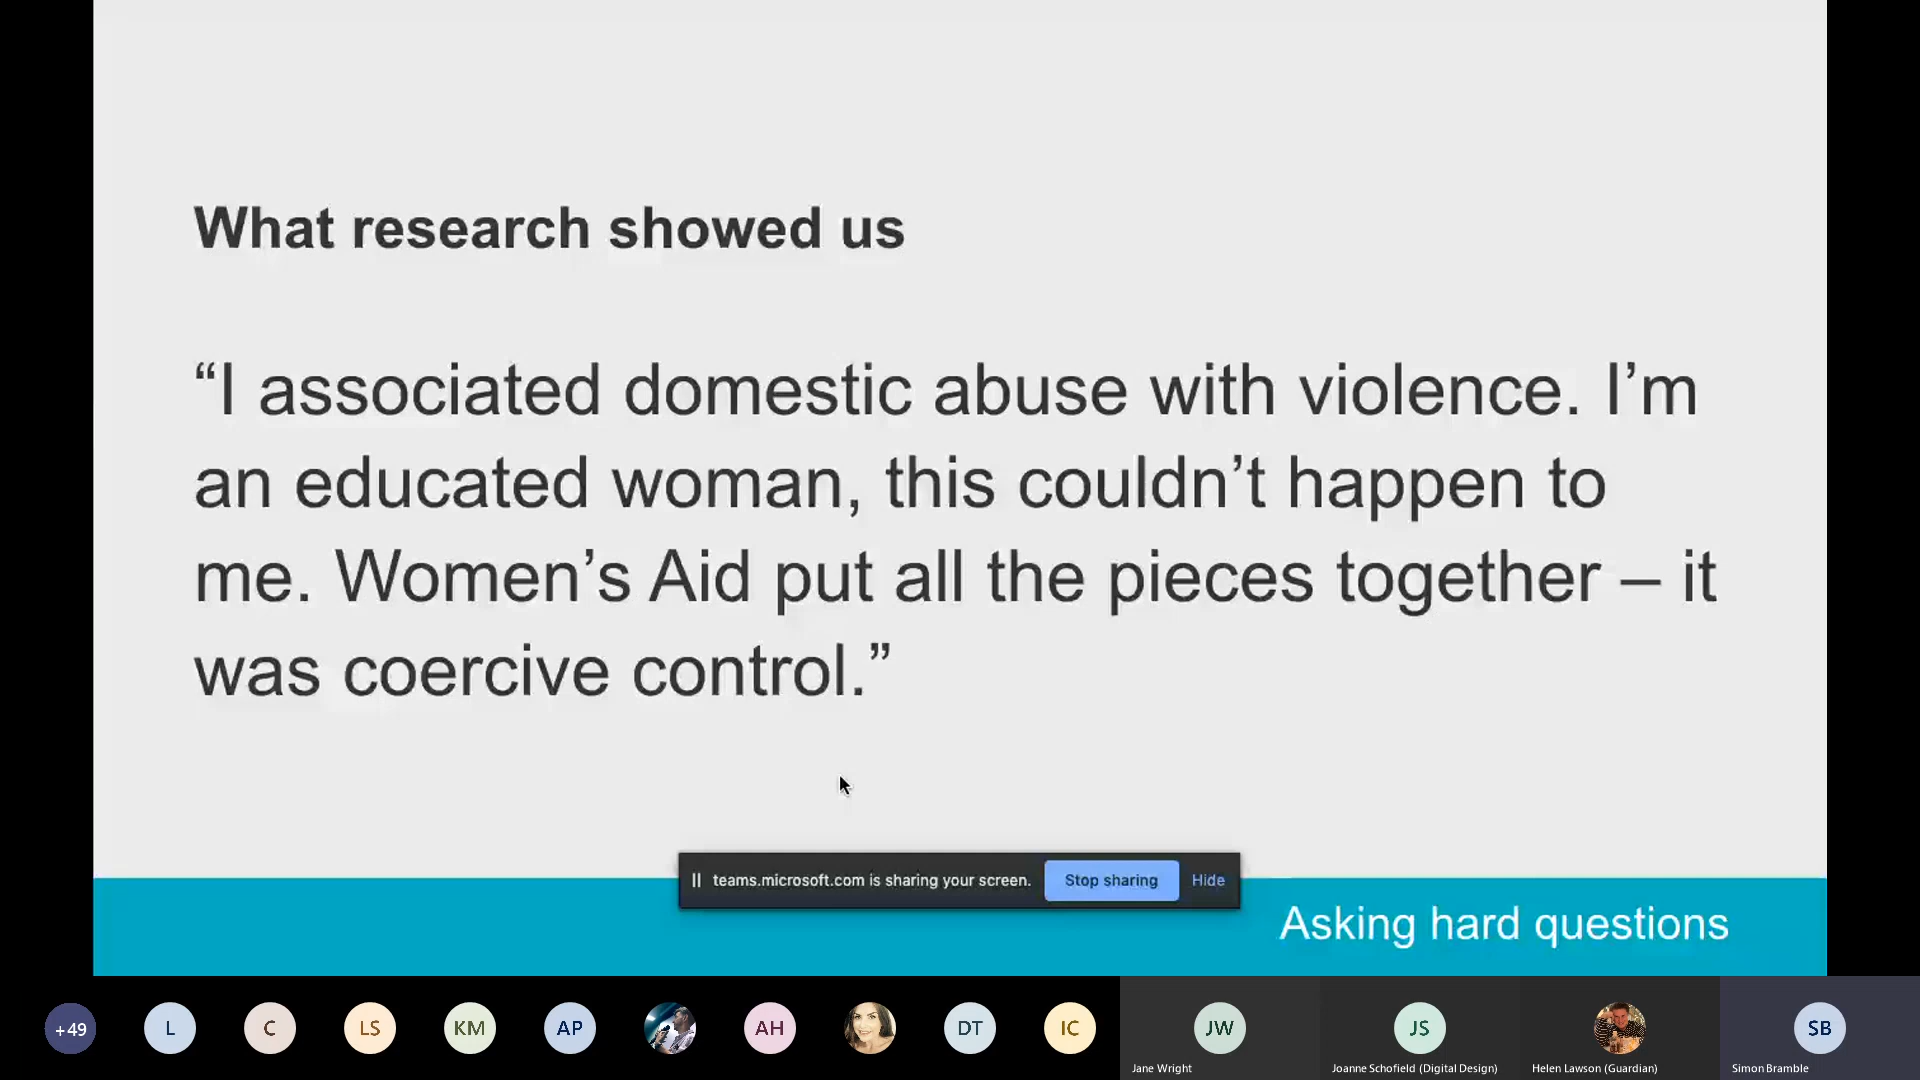 What research showed us
“I associated domestic abuse with violence. I’m
an educated woman, this couldn’t happen to
me. Women’s Aid put all the pieces together – it
was coercive control.”
teams.microsoft.com is sharing your screen. Stop sharing Hide
Asking hard questions
+49 L C LS KM AP AH DT IC JW JS SB
Jane Wright Joanne Schofield (Digital Design) Helen Lawson (Guardian) Simon Bramble